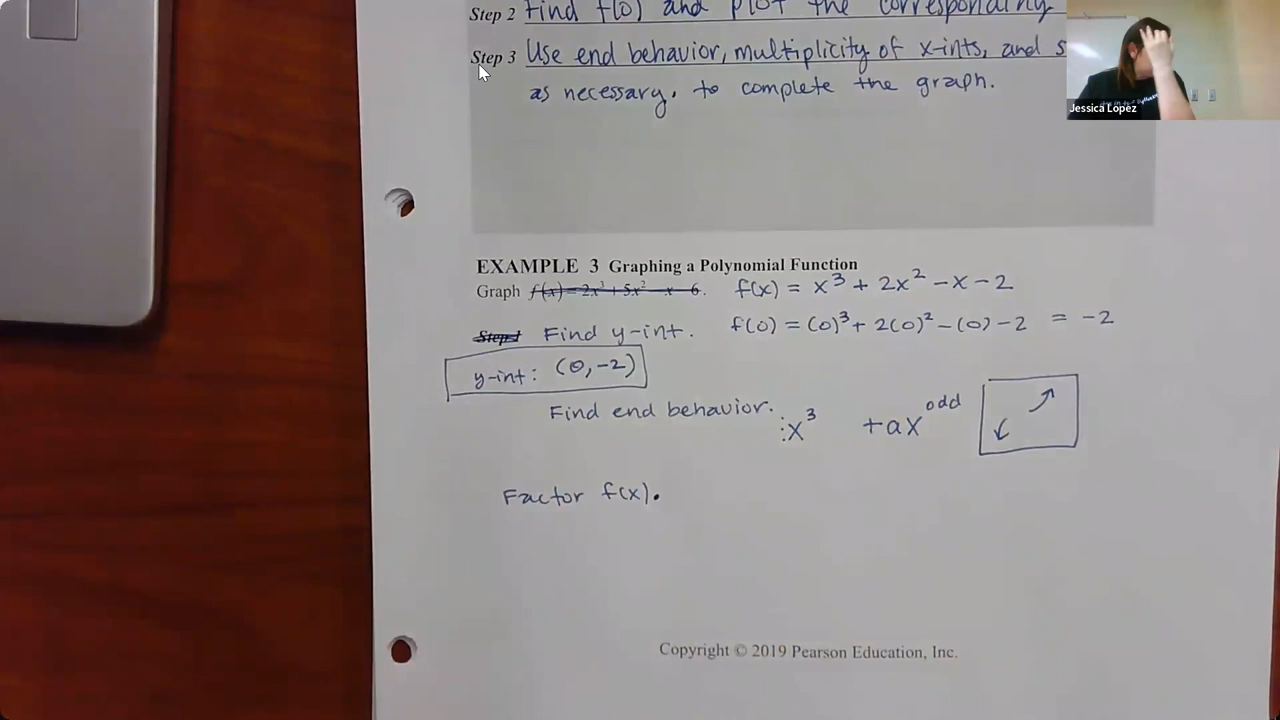 Step 2 Find f(0) and plot the corresponding
Step 3 Use end behavior, multiplicity of x-ints, and
as necessary, to complete the graph.
Jessica Lopez
EXAMPLE 3 Graphing a Polynomial Function
Graph f(x) = 2x³ + 5x² − x − 6. f(x) = x³ + 2x² − x − 2
Step 1 Find y-int. f(0) = (0)³ + 2(0)² − (0) − 2 = −2
y-int: (0, −2)
Find end behavior. : x³ + ax^odd
Factor f(x).
Copyright © 2019 Pearson Education, Inc.